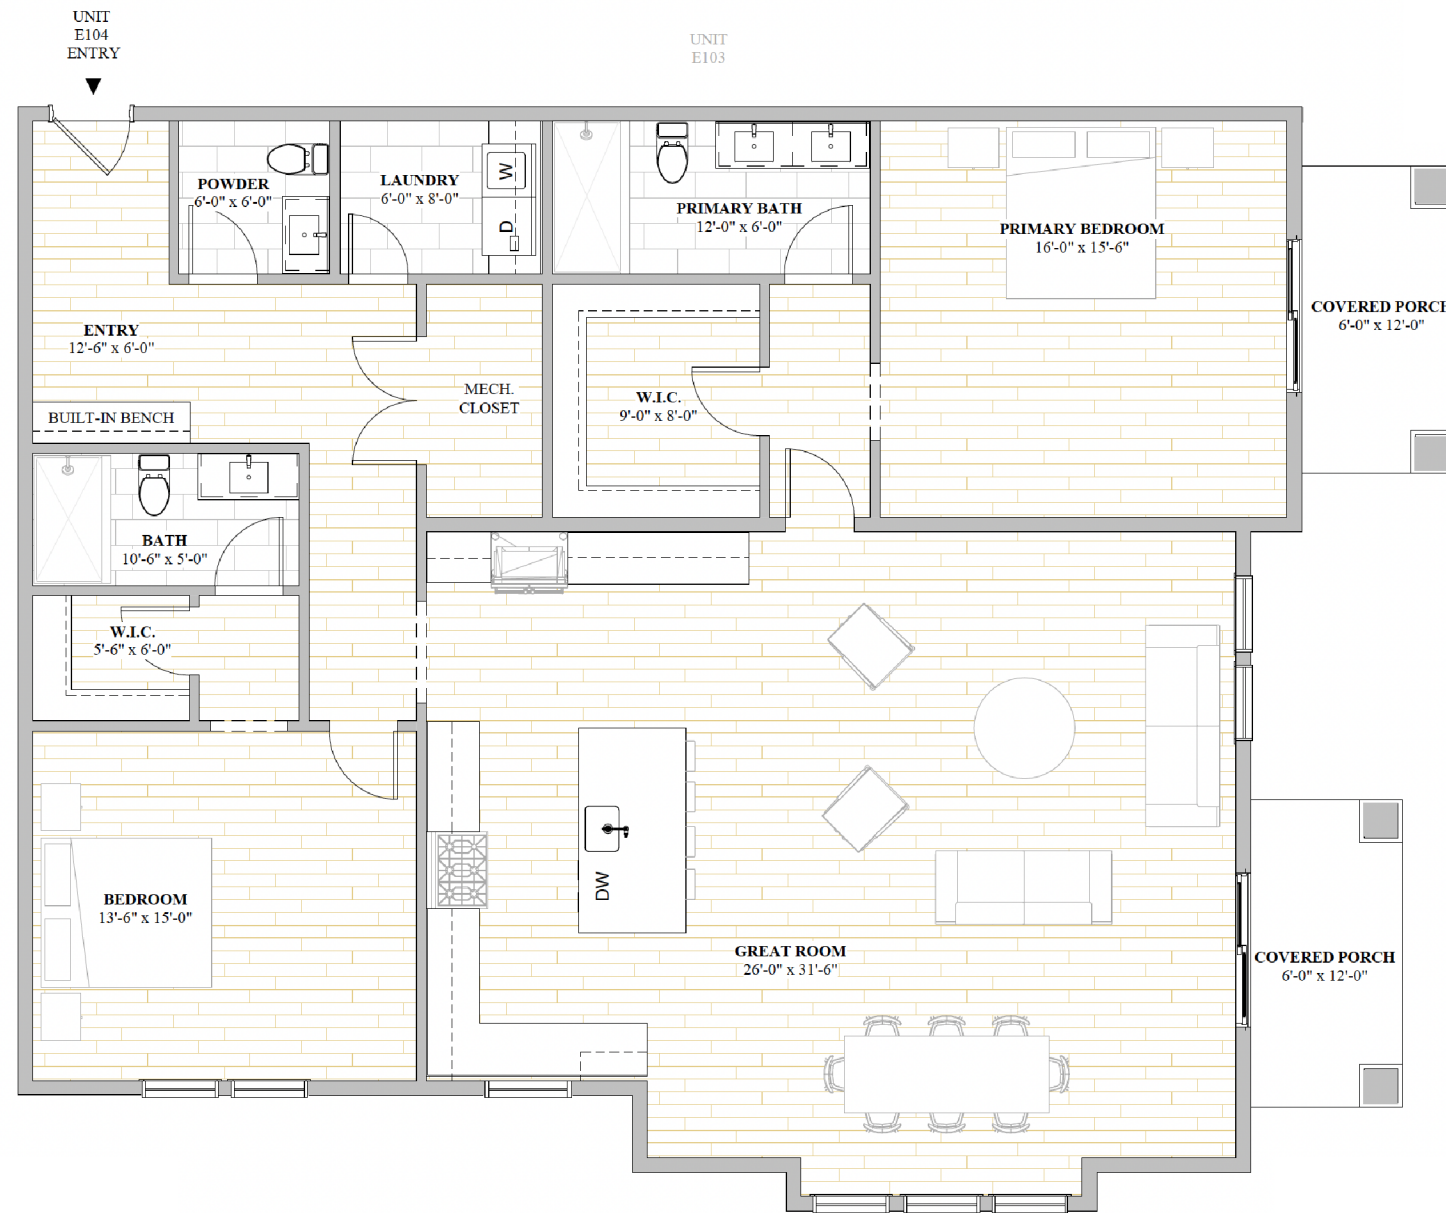 UNIT
E104
ENTRY
UNIT
E103
POWDER
6'-0" x 6'-0"
LAUNDRY
6'-0" x 8'-0"
W
D
PRIMARY BATH
12'-0" x 6'-0"
PRIMARY BEDROOM
16'-0" x 15'-6"
COVERED PORCH
6'-0" x 12'-0"
ENTRY
12'-6" x 6'-0"
MECH.
CLOSET
W.I.C.
9'-0" x 8'-0"
BUILT-IN BENCH
BATH
10'-6" x 5'-0"
W.I.C.
5'-6" x 6'-0"
BEDROOM
13'-6" x 15'-0"
DW
GREAT ROOM
26'-0" x 31'-6"
COVERED PORCH
6'-0" x 12'-0"